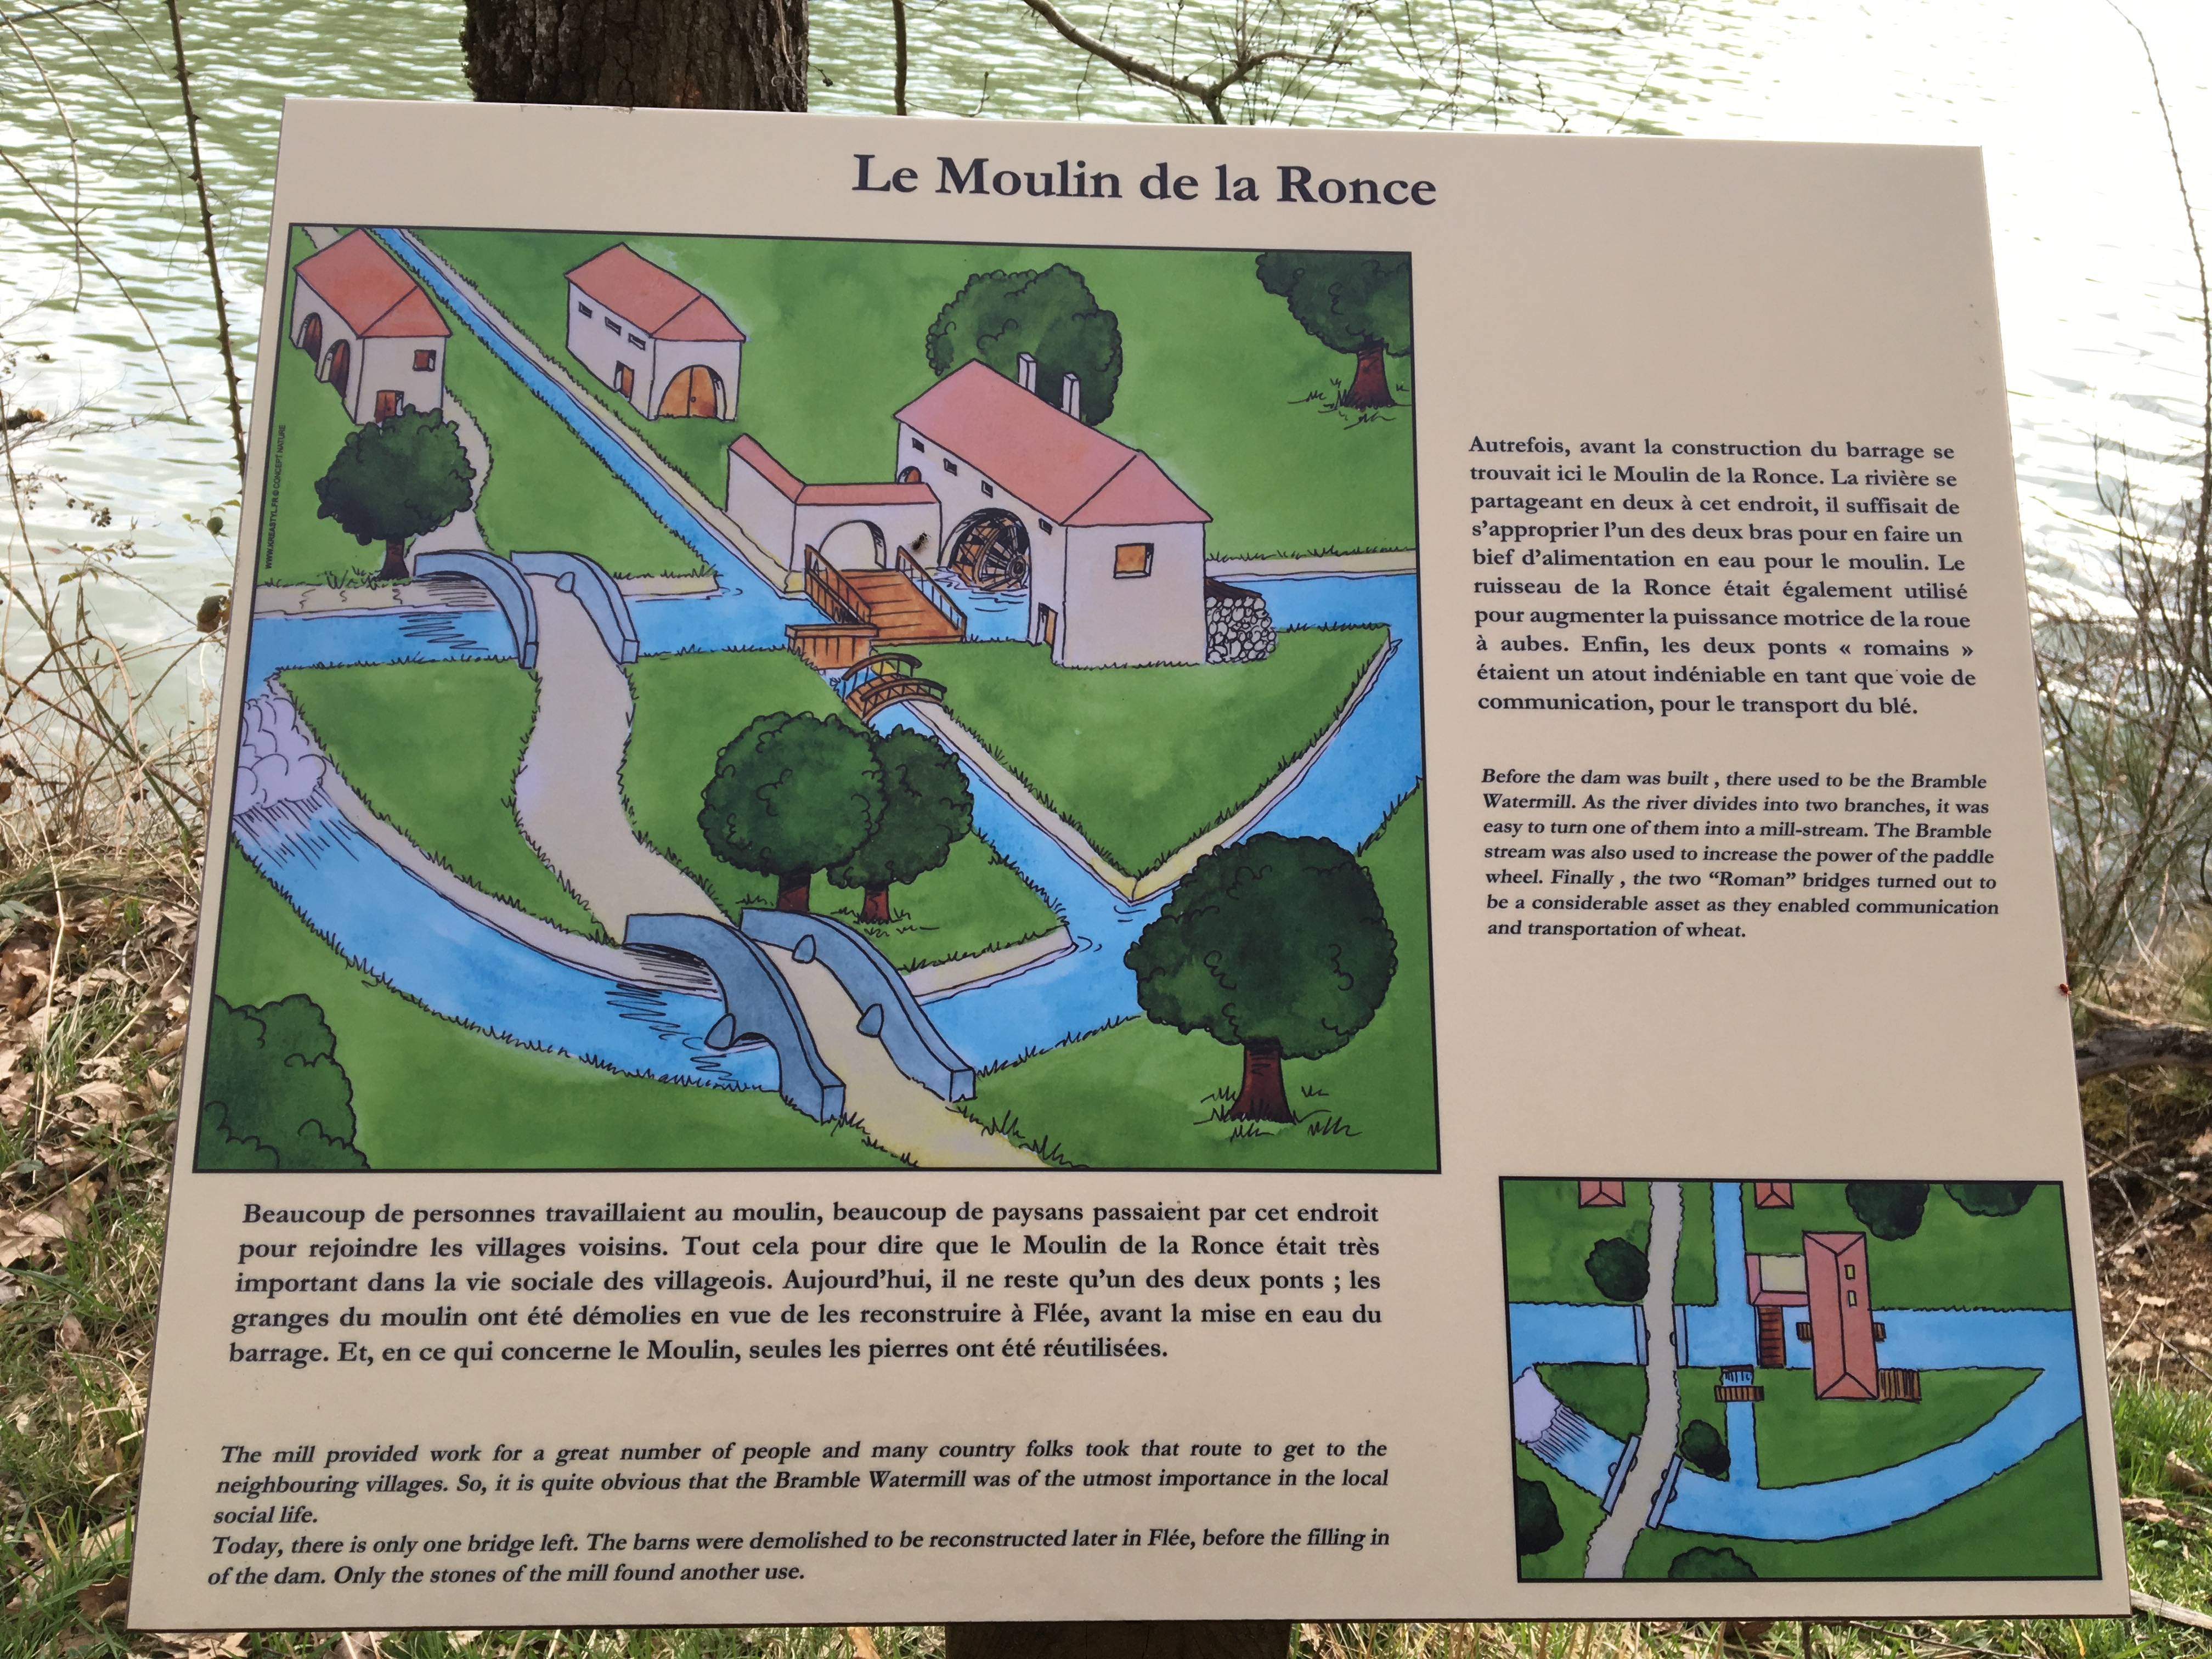 Le Moulin de la Ronce
WWW.KREASTYL.FR © CONCEPT NATURE
Autrefois, avant la construction du barrage se
trouvait ici le Moulin de la Ronce. La rivière se
partageant en deux à cet endroit, il suffisait de
s'approprier l'un des deux bras pour en faire un
bief d'alimentation en eau pour le moulin. Le
ruisseau de la Ronce était également utilisé
pour augmenter la puissance motrice de la roue
à aubes. Enfin, les deux ponts « romains »
étaient un atout indéniable en tant que voie de
communication, pour le transport du blé.
Before the dam was built , there used to be the Bramble
Watermill. As the river divides into two branches, it was
easy to turn one of them into a mill-stream. The Bramble
stream was also used to increase the power of the paddle
wheel. Finally , the two “Roman” bridges turned out to
be a considerable asset as they enabled communication
and transportation of wheat.
Beaucoup de personnes travaillaient au moulin, beaucoup de paysans passaient par cet endroit
pour rejoindre les villages voisins. Tout cela pour dire que le Moulin de la Ronce était très
important dans la vie sociale des villageois. Aujourd'hui, il ne reste qu'un des deux ponts ; les
granges du moulin ont été démolies en vue de les reconstruire à Flée, avant la mise en eau du
barrage. Et, en ce qui concerne le Moulin, seules les pierres ont été réutilisées.
The mill provided work for a great number of people and many country folks took that route to get to the
neighbouring villages. So, it is quite obvious that the Bramble Watermill was of the utmost importance in the local
social life.
Today, there is only one bridge left. The barns were demolished to be reconstructed later in Flée, before the filling in
of the dam. Only the stones of the mill found another use.